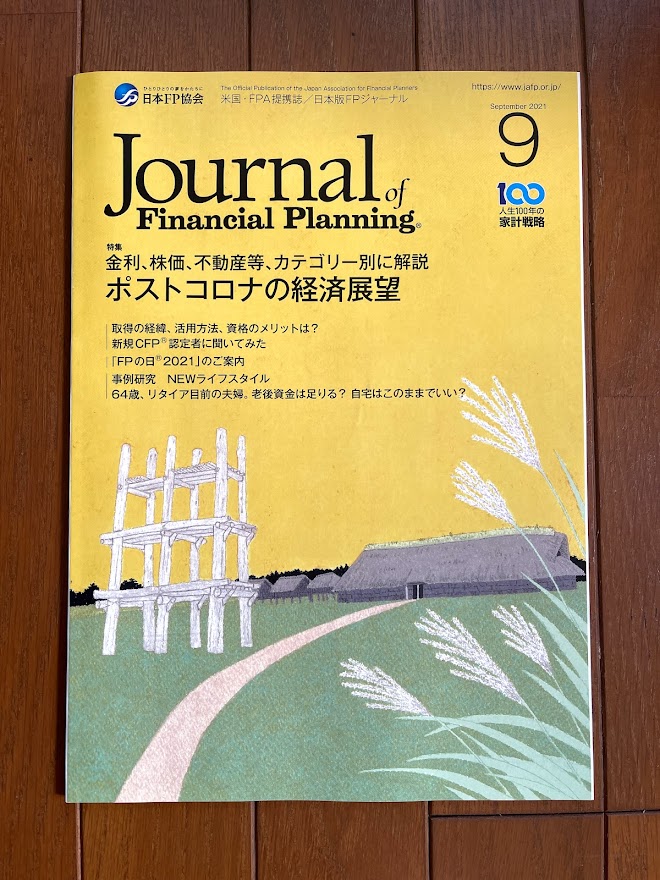 ひとりひとりの夢をかたちに
日本FP協会
The Official Publication of the Japan Association for Financial Planners
米国・FPA提携誌／日本版FPジャーナル
https://www.jafp.or.jp/
September 2021
9
Journal of
Financial Planning®
100
人生100年の
家計戦略
特集
金利、株価、不動産等、カテゴリー別に解説
ポストコロナの経済展望
取得の経緯、活用方法、資格のメリットは？
新規CFP®認定者に聞いてみた
「FPの日®2021」のご案内
事例研究　NEWライフスタイル
64歳、リタイア目前の夫婦。老後資金は足りる？ 自宅はこのままでいい？